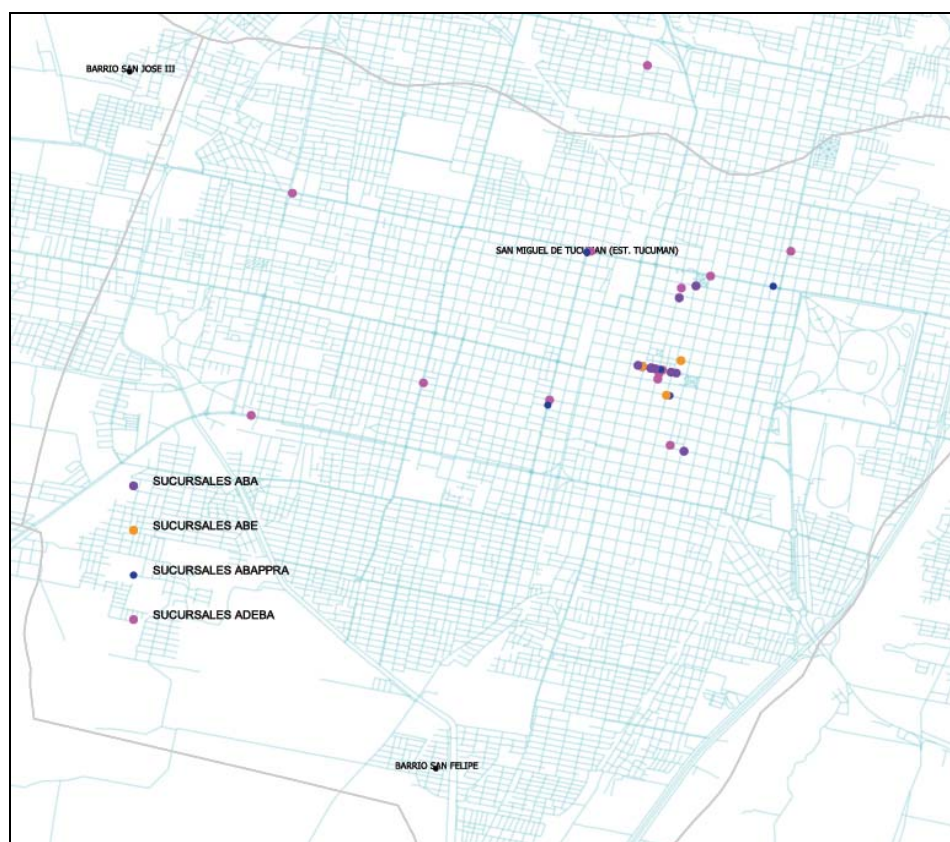 BARRIO SAN JOSE III
SAN MIGUEL DE TUCUMAN (EST. TUCUMAN)
SUCURSALES ABA
SUCURSALES ABE
SUCURSALES ABAPPRA
SUCURSALES ADEBA
BARRIO SAN FELIPE